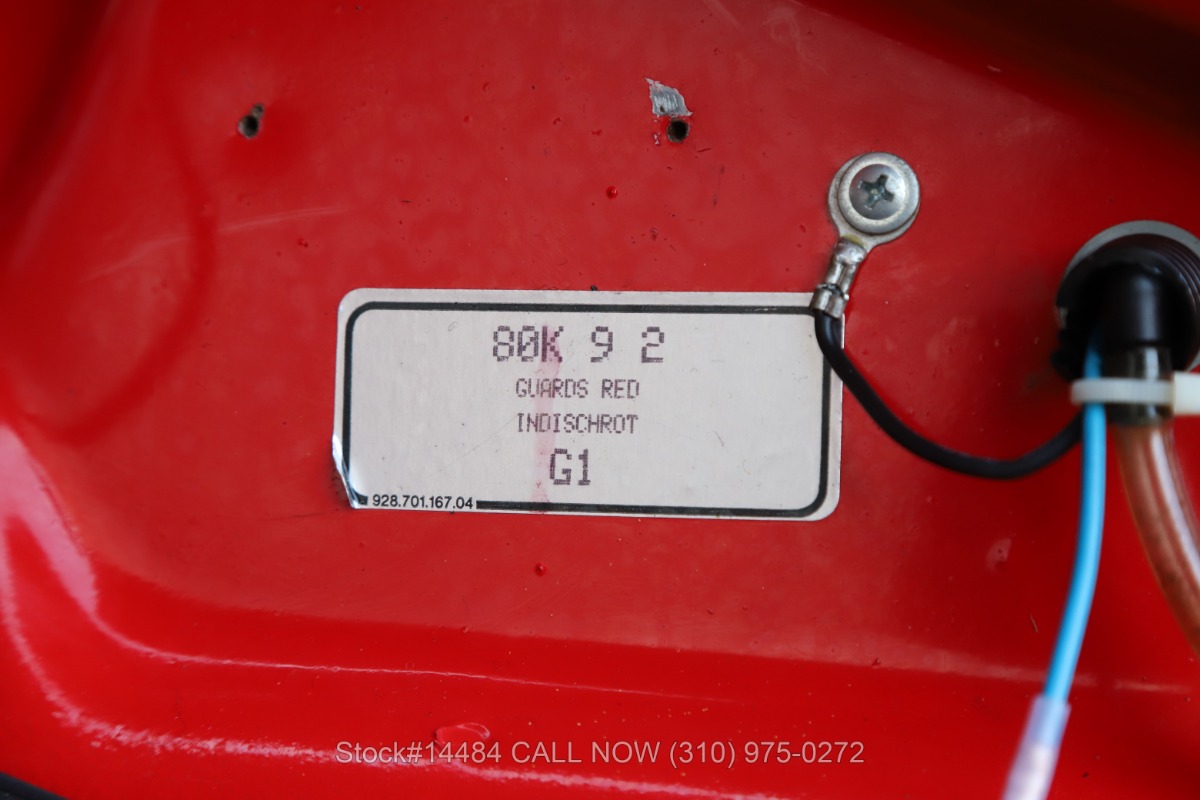 80K 9 2
GUARDS RED
INDISCHROT
G1
928.701.167.04
Stock#14484 CALL NOW (310) 975-0272